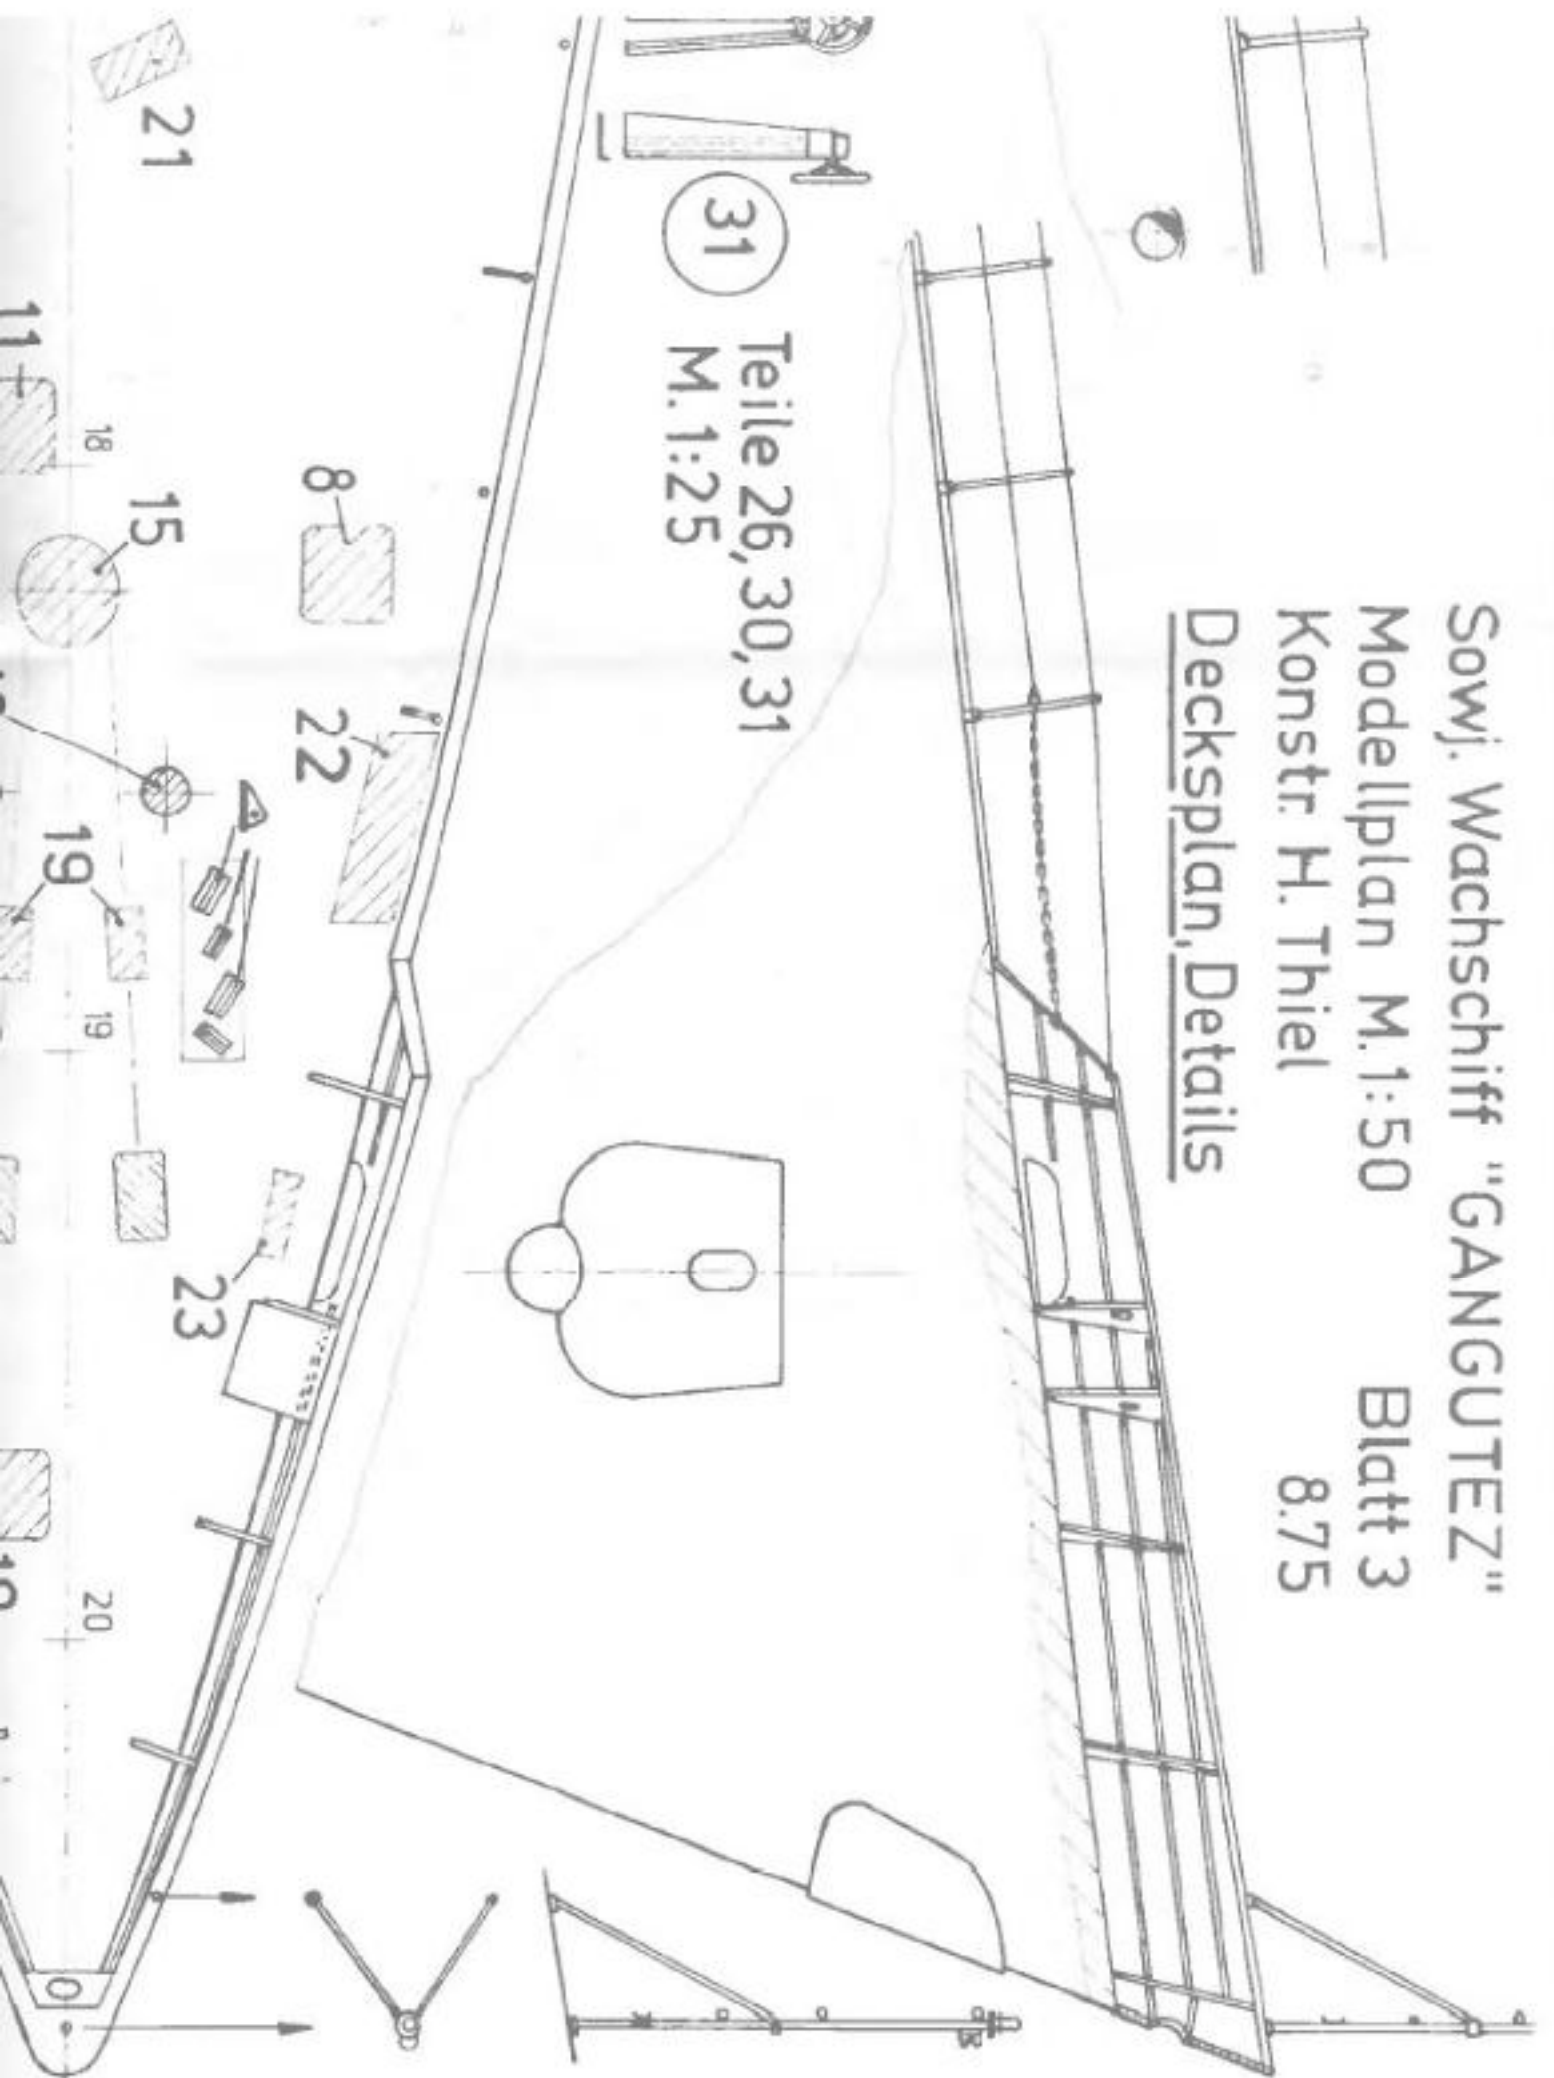 Sowj. Wachschiff "GANGUTEZ"
Modellplan M. 1:50 Blatt 3
Konstr. H. Thiel 8.75
Decksplan, Details
31
Teile 26, 30, 31
M. 1:25
21
11
18
15
8
22
19
19
23
20